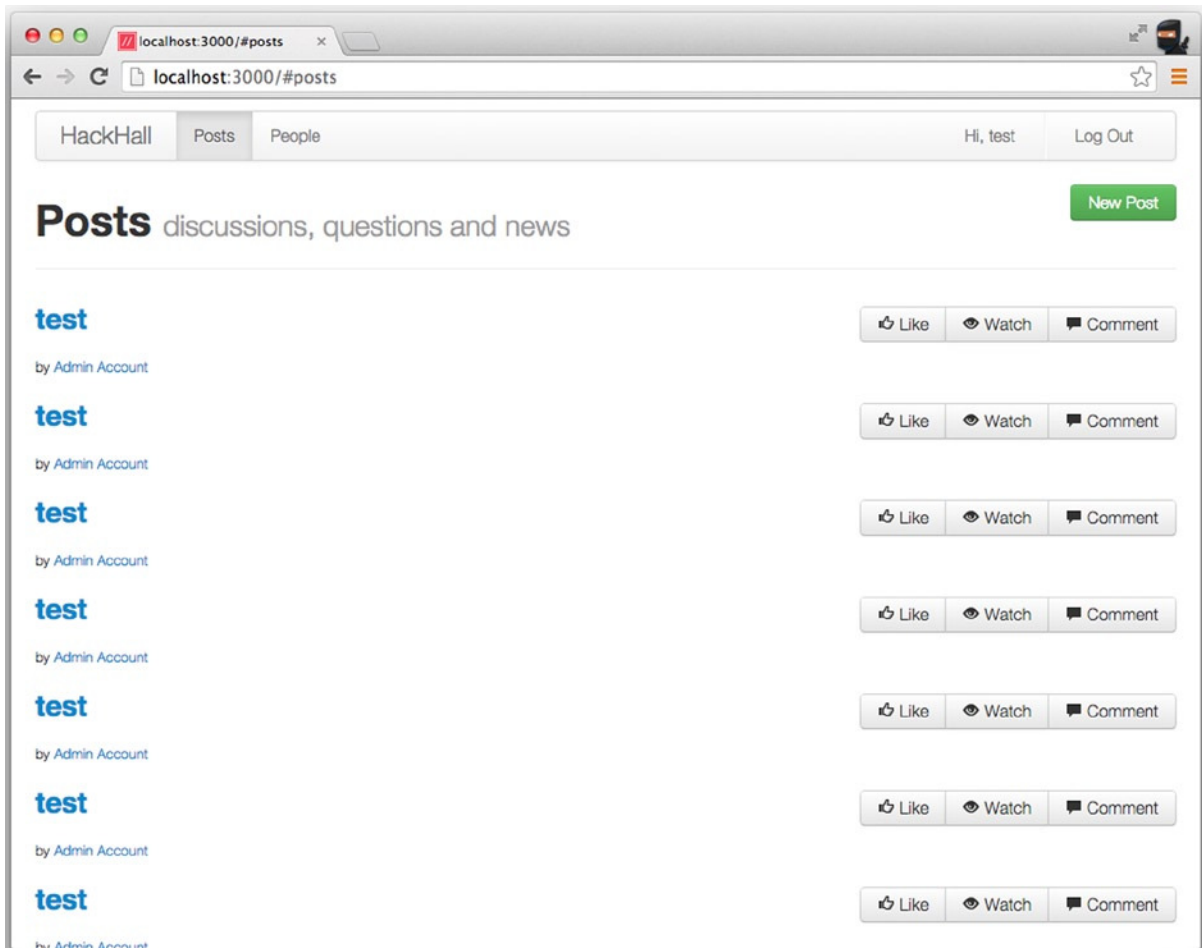 localhost:3000/#posts
localhost:3000/#posts
HackHall Posts People Hi, test Log Out
New Post
Posts discussions, questions and news
test Like Watch Comment
by Admin Account
test Like Watch Comment
by Admin Account
test Like Watch Comment
by Admin Account
test Like Watch Comment
by Admin Account
test Like Watch Comment
by Admin Account
test Like Watch Comment
by Admin Account
test Like Watch Comment
by Admin Account